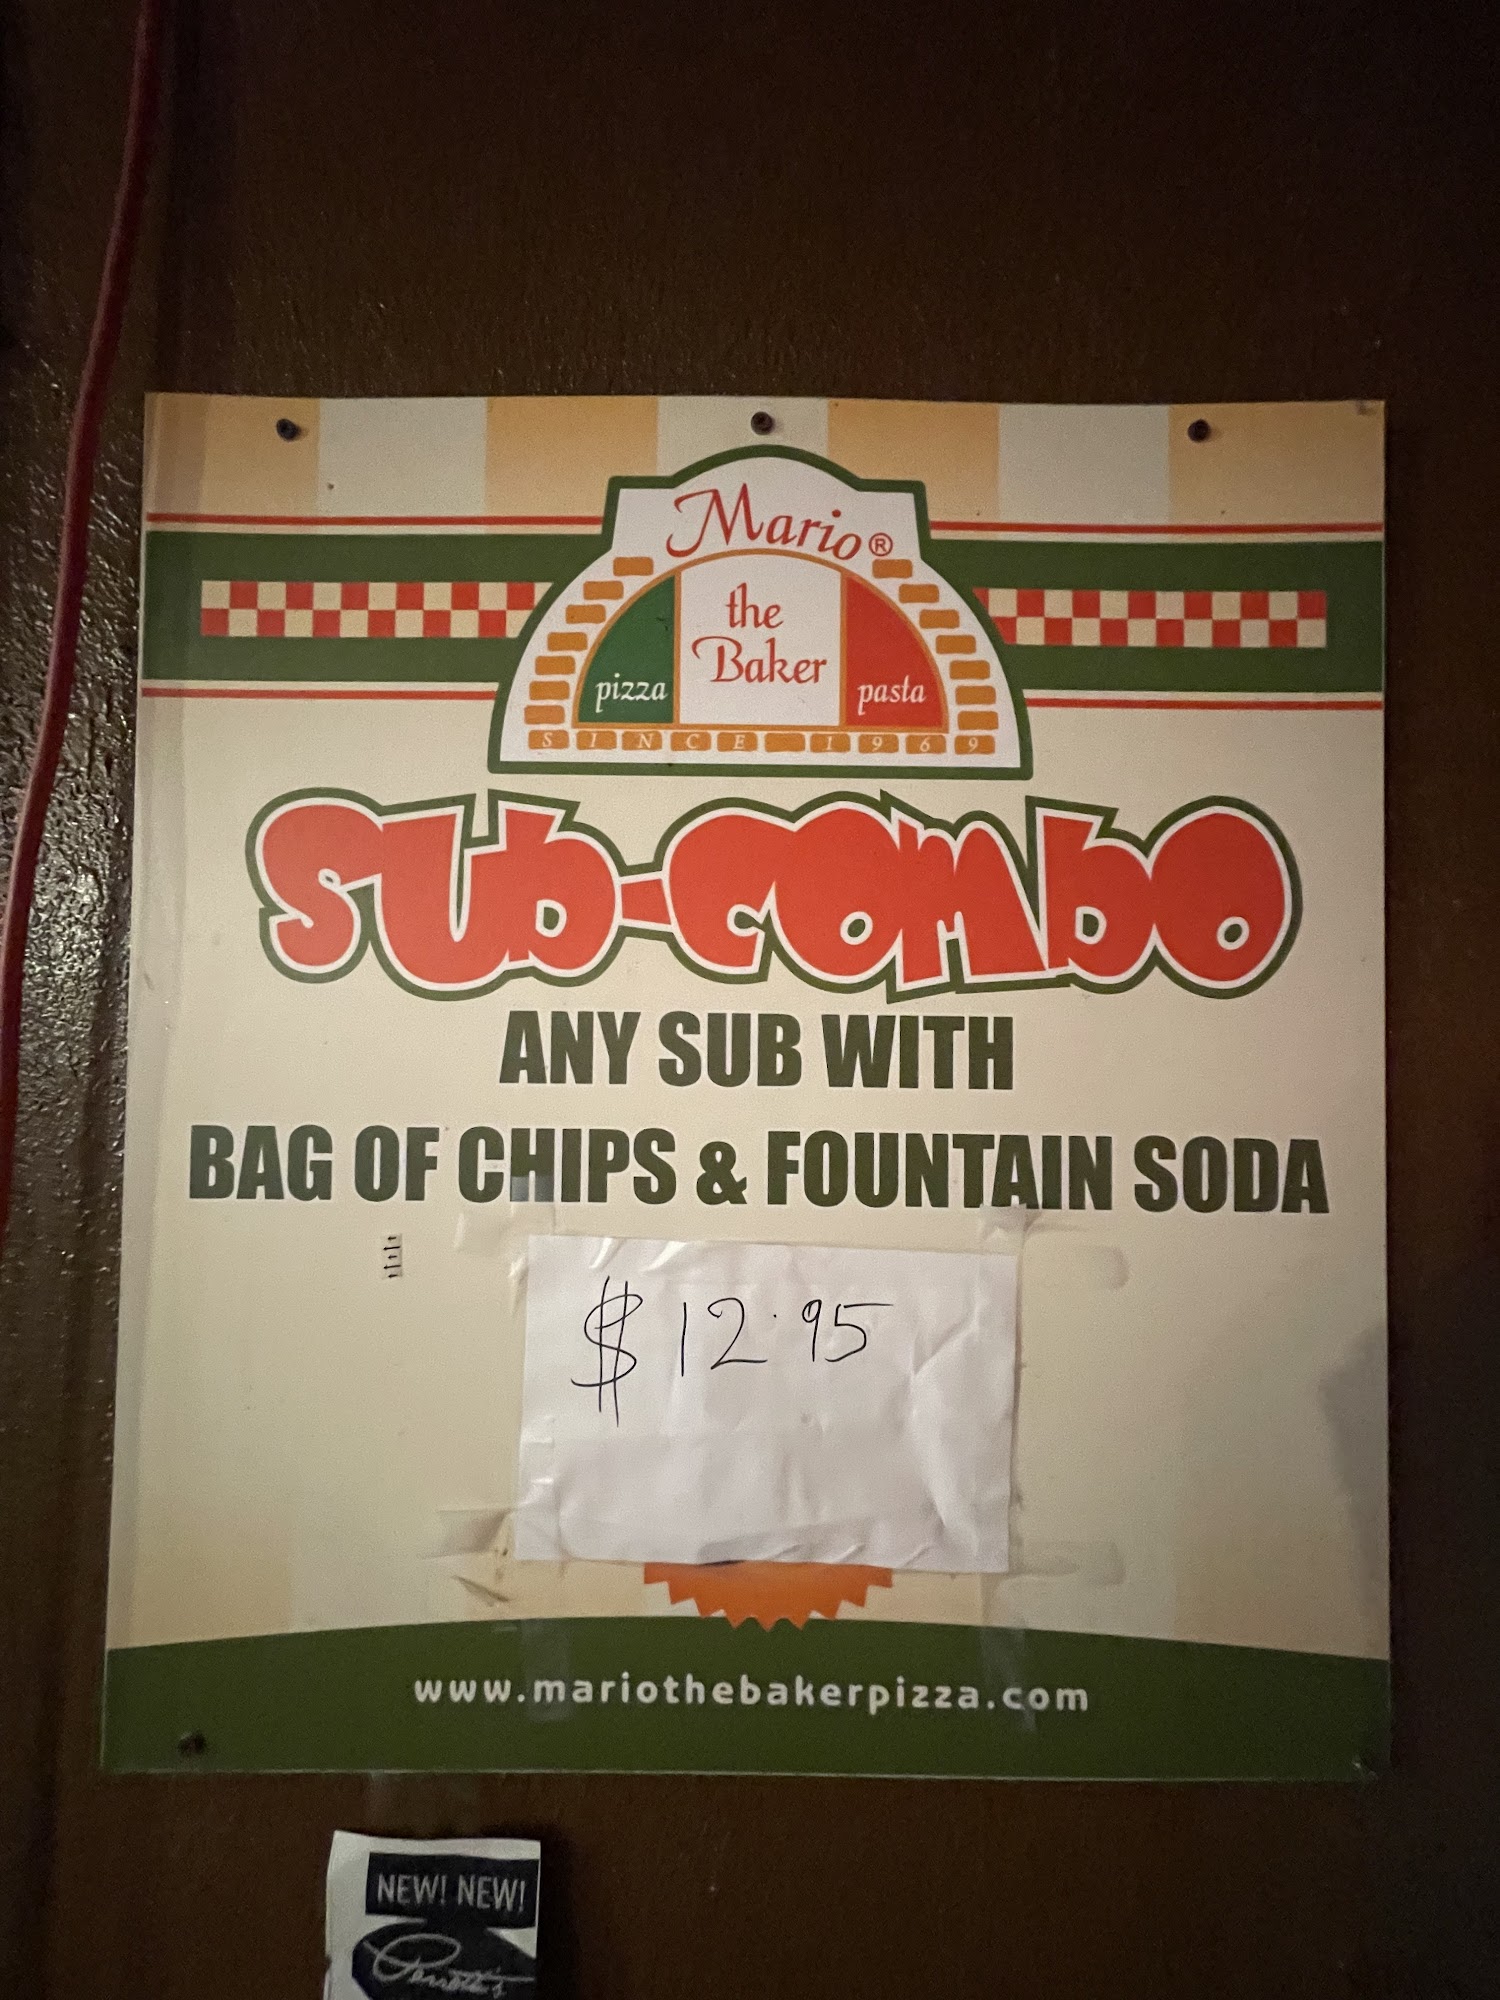 Mario®
the
Baker
pizza
pasta
SINCE 1969
SUB-COMBO
ANY SUB WITH
BAG OF CHIPS & FOUNTAIN SODA
$12.95
www.mariothebakerpizza.com
NEW! NEW!